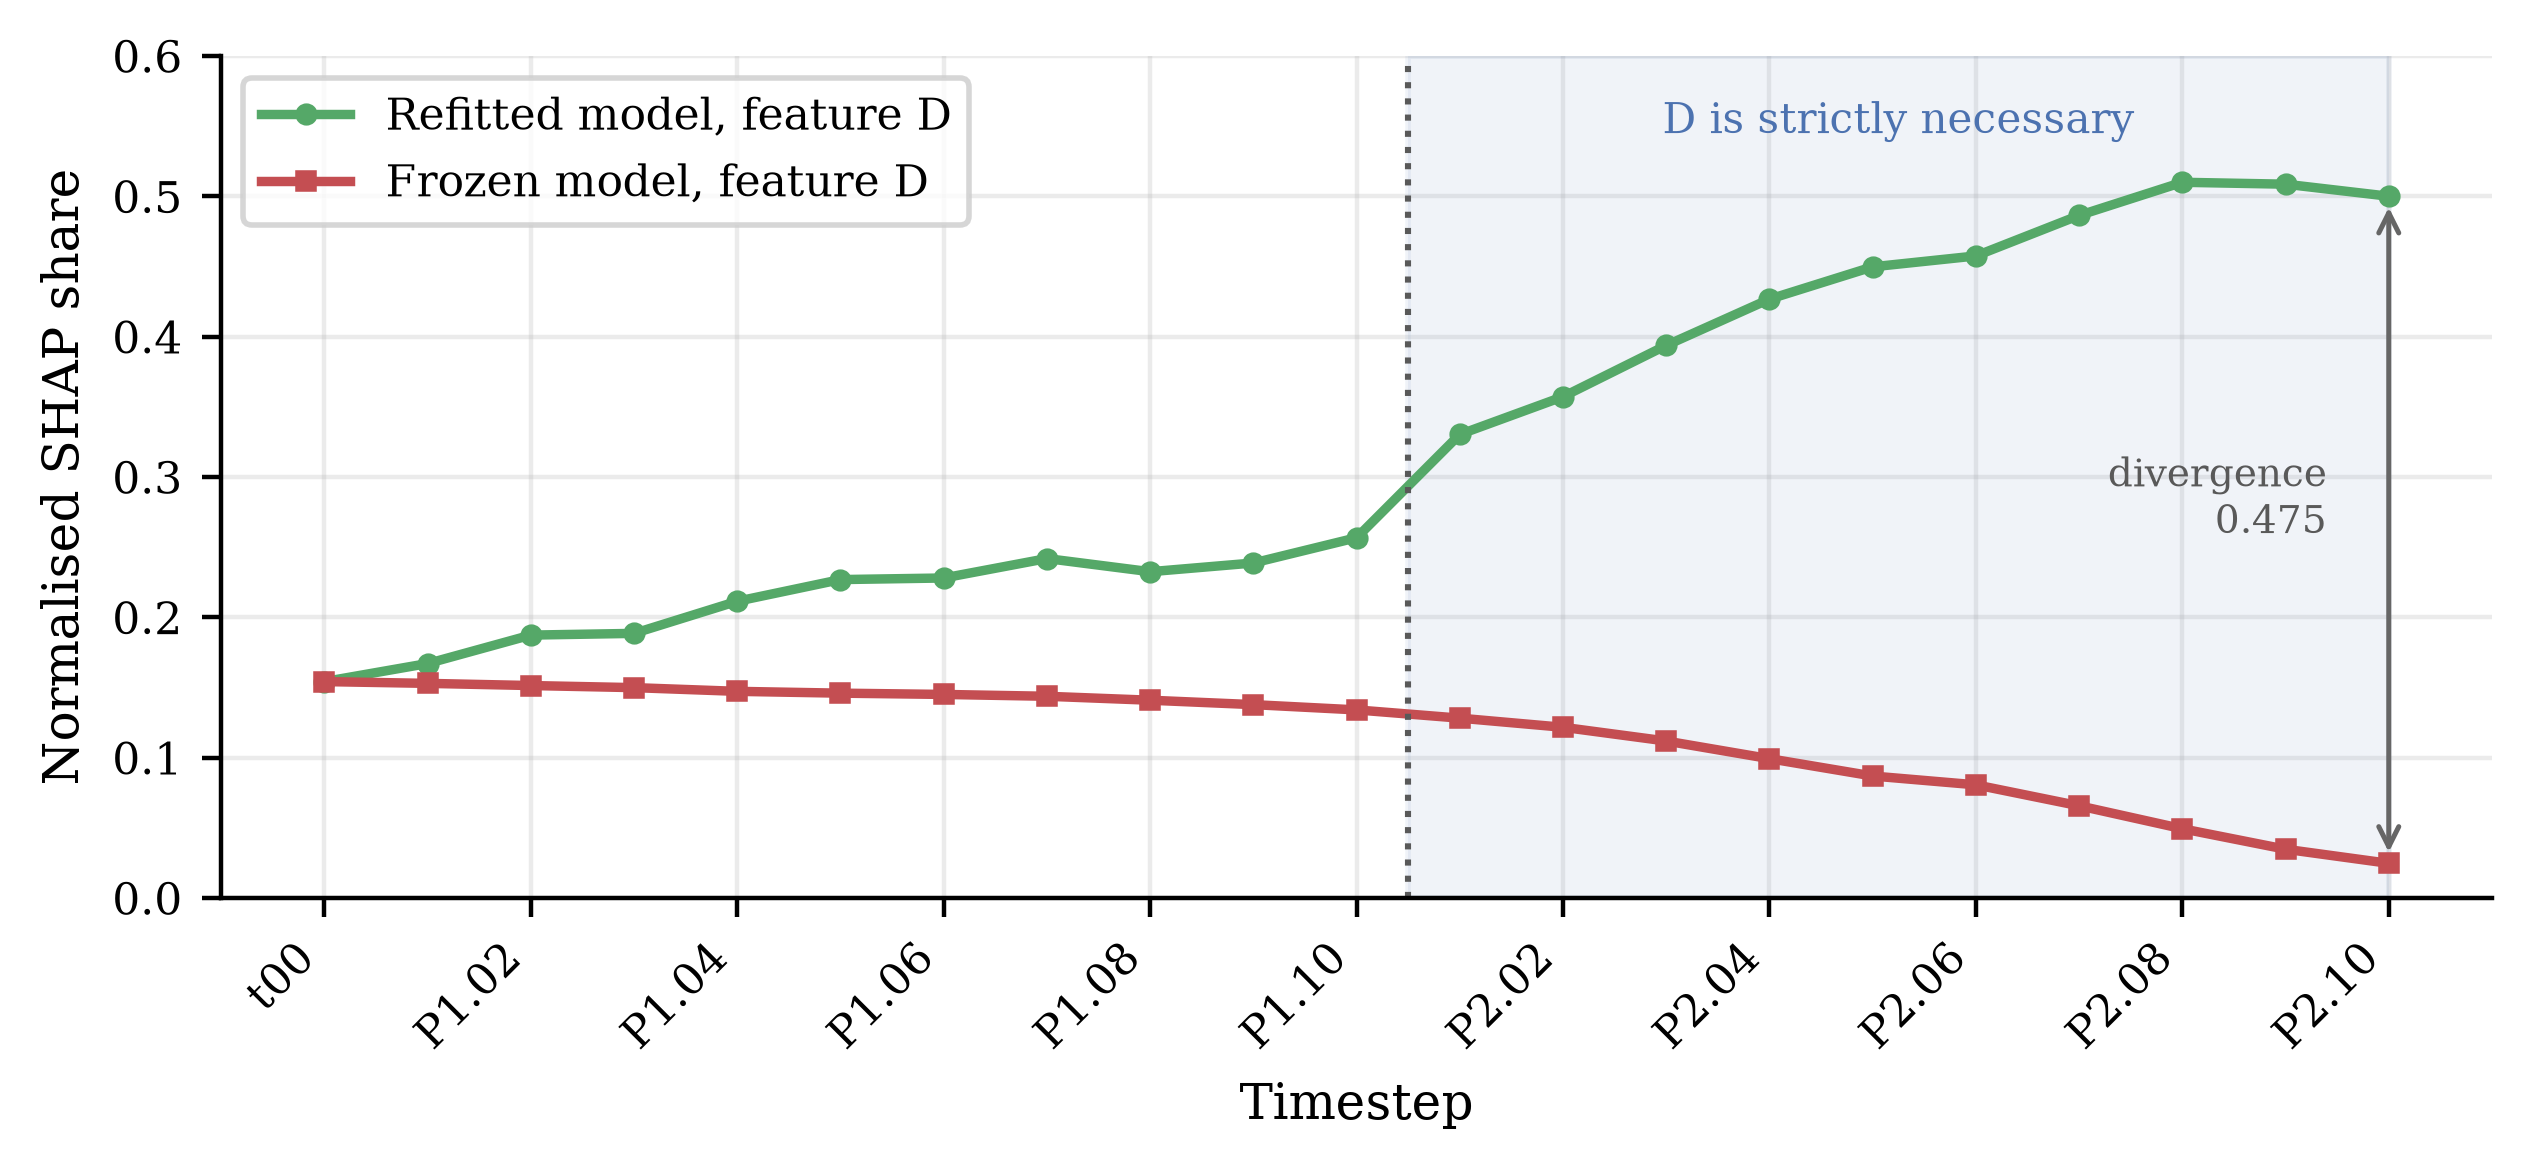 Refitted model, feature D
Frozen model, feature D
D is strictly necessary
divergence
0.475
Normalised SHAP share
0.6
0.5
0.4
0.3
0.2
0.1
0.0
t00
P1.02
P1.04
P1.06
P1.08
P1.10
P2.02
P2.04
P2.06
P2.08
P2.10
Timestep